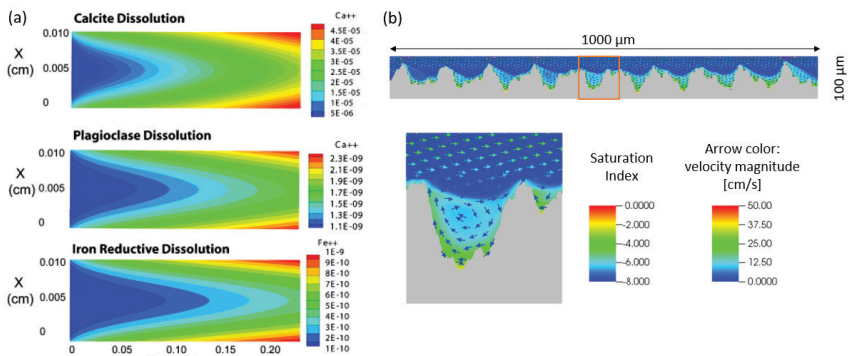 (a)
Calcite Dissolution
Ca++
X
(cm)
0.010
0.005
0
4.5E-05
4E-05
3.5E-05
3E-05
2.5E-05
2E-05
1.5E-05
1E-05
5E-06
Plagioclase Dissolution
Ca++
X
(cm)
0.010
0.005
0
2.3E-09
2.1E-09
1.9E-09
1.7E-09
1.5E-09
1.3E-09
1.1E-09
Iron Reductive Dissolution
Fe++
X
(cm)
0.010
0.005
0
1E-9
9E-10
8E-10
7E-10
6E-10
5E-10
4E-10
3E-10
2E-10
1E-10
0 0.05 0.10 0.15 0.20
(b)
1000 µm
100 µm
Saturation
Index
0.0000
-2.000
-4.000
-6.000
-8.000
Arrow color:
velocity magnitude
[cm/s]
50.00
37.50
25.00
12.50
0.0000